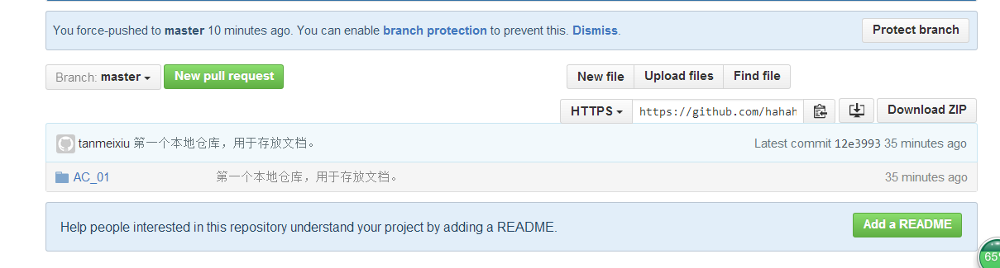 You force-pushed to master 10 minutes ago. You can enable branch protection to prevent this. Dismiss. Protect branch
Branch: master New pull request New file Upload files Find file
HTTPS https://github.com/hahah Download ZIP
tanmeixiu 第一个本地仓库，用于存放文档。 Latest commit 12e3993 35 minutes ago
AC_01 第一个本地仓库，用于存放文档。 35 minutes ago
Help people interested in this repository understand your project by adding a README. Add a README
65%